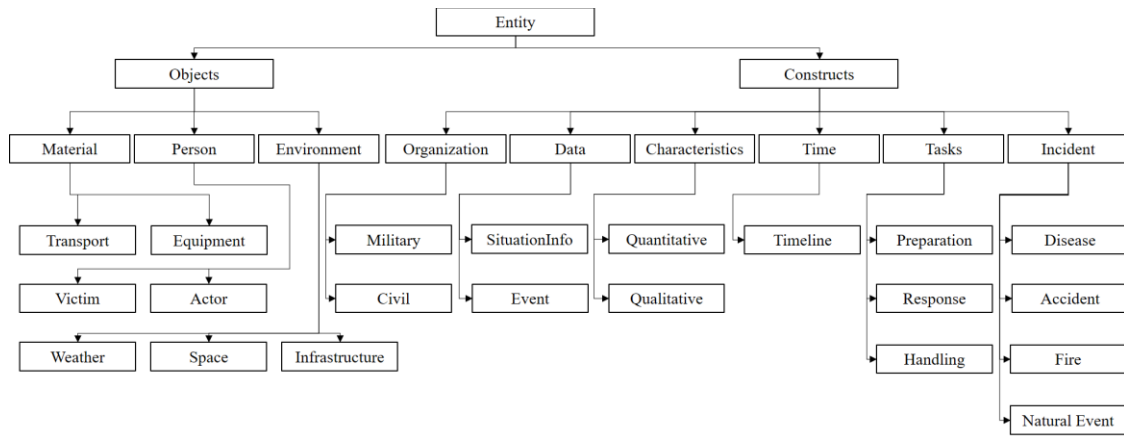 Entity
Objects
Constructs
Material
Person
Environment
Organization
Data
Characteristics
Time
Tasks
Incident
Transport
Equipment
Military
SituationInfo
Quantitative
Timeline
Preparation
Disease
Victim
Actor
Civil
Event
Qualitative
Response
Accident
Weather
Space
Infrastructure
Handling
Fire
Natural Event